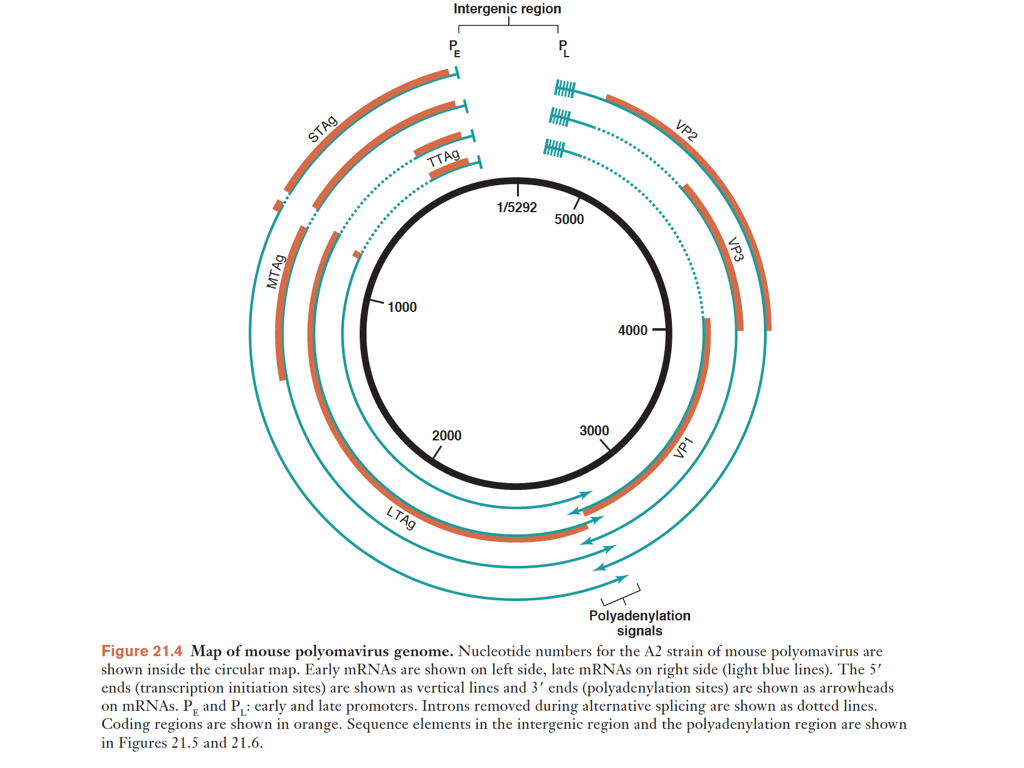 Intergenic region
PE
PL
STAg
TTAg
VP2
1/5292
5000
VP3
MTAg
1000
4000
2000
3000
VP1
LTAg
Polyadenylation
signals
Figure 21.4 Map of mouse polyomavirus genome. Nucleotide numbers for the A2 strain of mouse polyomavirus are
shown inside the circular map. Early mRNAs are shown on left side, late mRNAs on right side (light blue lines). The 5′
ends (transcription initiation sites) are shown as vertical lines and 3′ ends (polyadenylation sites) are shown as arrowheads
on mRNAs. PE and PL: early and late promoters. Introns removed during alternative splicing are shown as dotted lines.
Coding regions are shown in orange. Sequence elements in the intergenic region and the polyadenylation region are shown
in Figures 21.5 and 21.6.